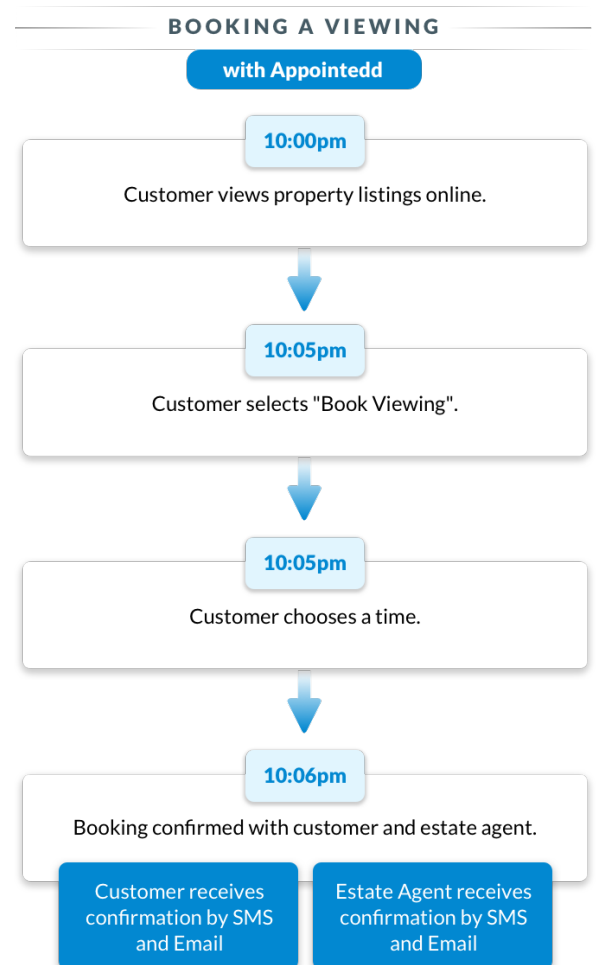 BOOKING A VIEWING
with Appointedd
10:00pm
Customer views property listings online.
10:05pm
Customer selects "Book Viewing".
10:05pm
Customer chooses a time.
10:06pm
Booking confirmed with customer and estate agent.
Customer receives
confirmation by SMS
and Email
Estate Agent receives
confirmation by SMS
and Email